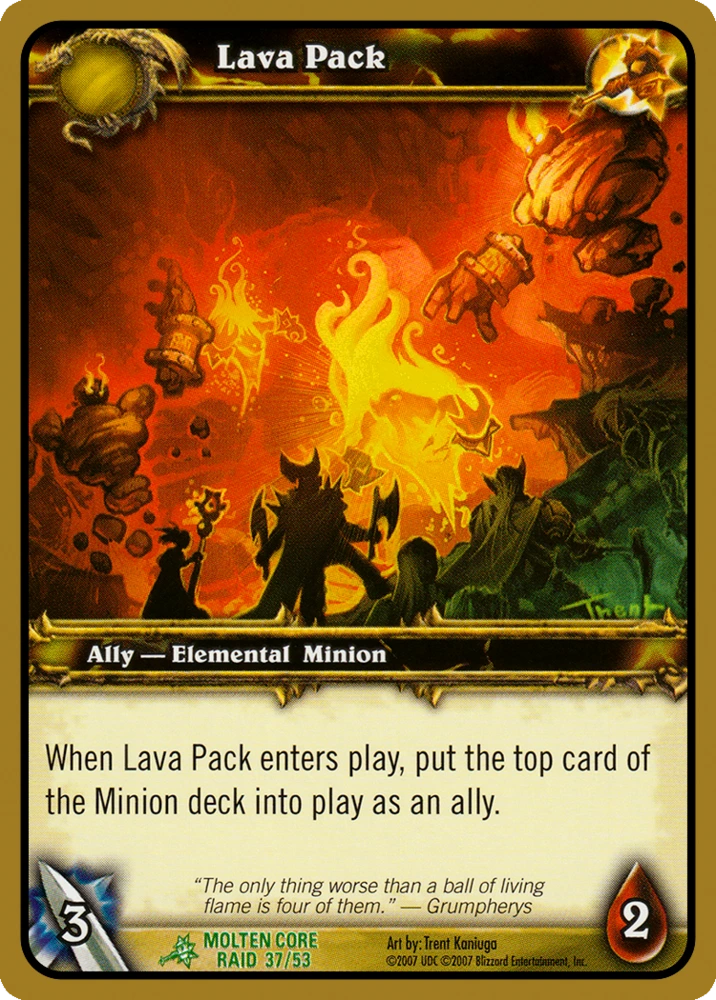 Lava Pack
Trent
Ally — Elemental Minion
When Lava Pack enters play, put the top card of
the Minion deck into play as an ally.
“The only thing worse than a ball of living
flame is four of them.” — Grumpherys
3
2
MOLTEN CORE
RAID 37/53
Art by: Trent Kaniuga
©2007 UDC ©2007 Blizzard Entertainment, Inc.